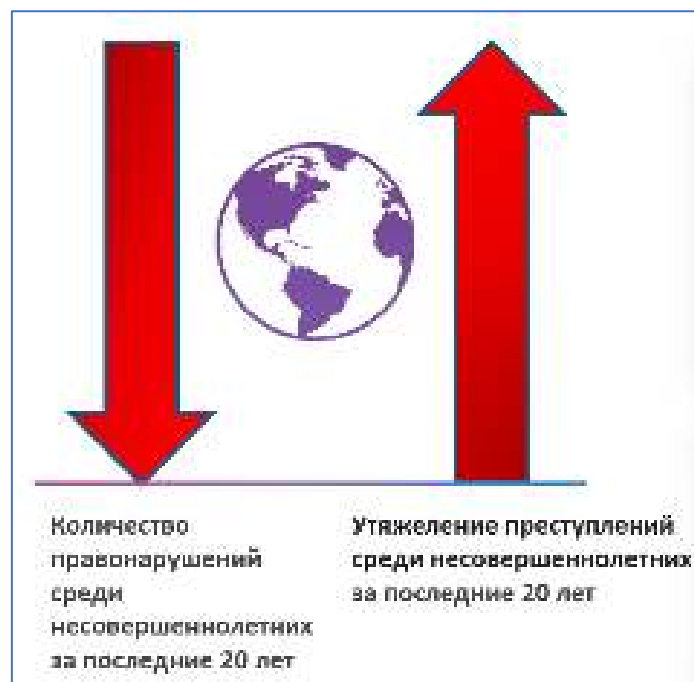 Количество
правонарушений
среди
несовершеннолетних
за последние 20 лет
Утяжеление преступлений
среди несовершеннолетних
за последние 20 лет